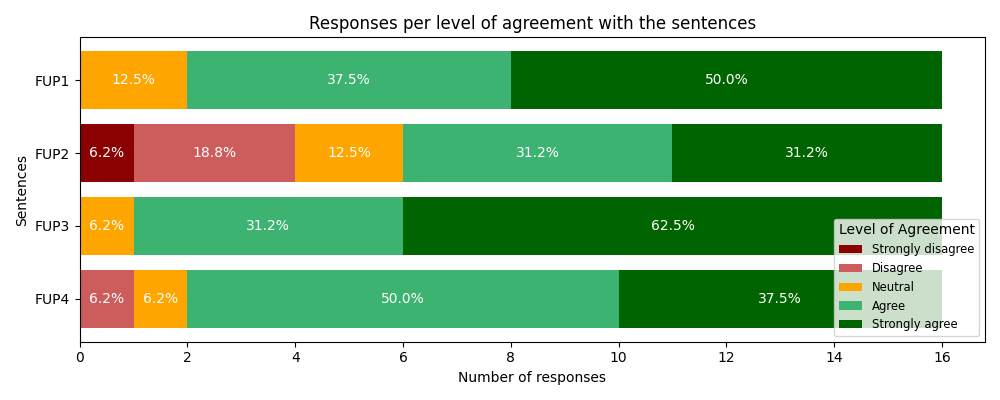 Responses per level of agreement with the sentences
Sentences
FUP1
12.5% 37.5% 50.0%
FUP2
6.2% 18.8% 12.5% 31.2% 31.2%
FUP3
6.2% 31.2% 62.5%
FUP4
6.2% 6.2% 50.0% 37.5%
Level of Agreement
Strongly disagree
Disagree
Neutral
Agree
Strongly agree
0 2 4 6 8 10 12 14 16
Number of responses